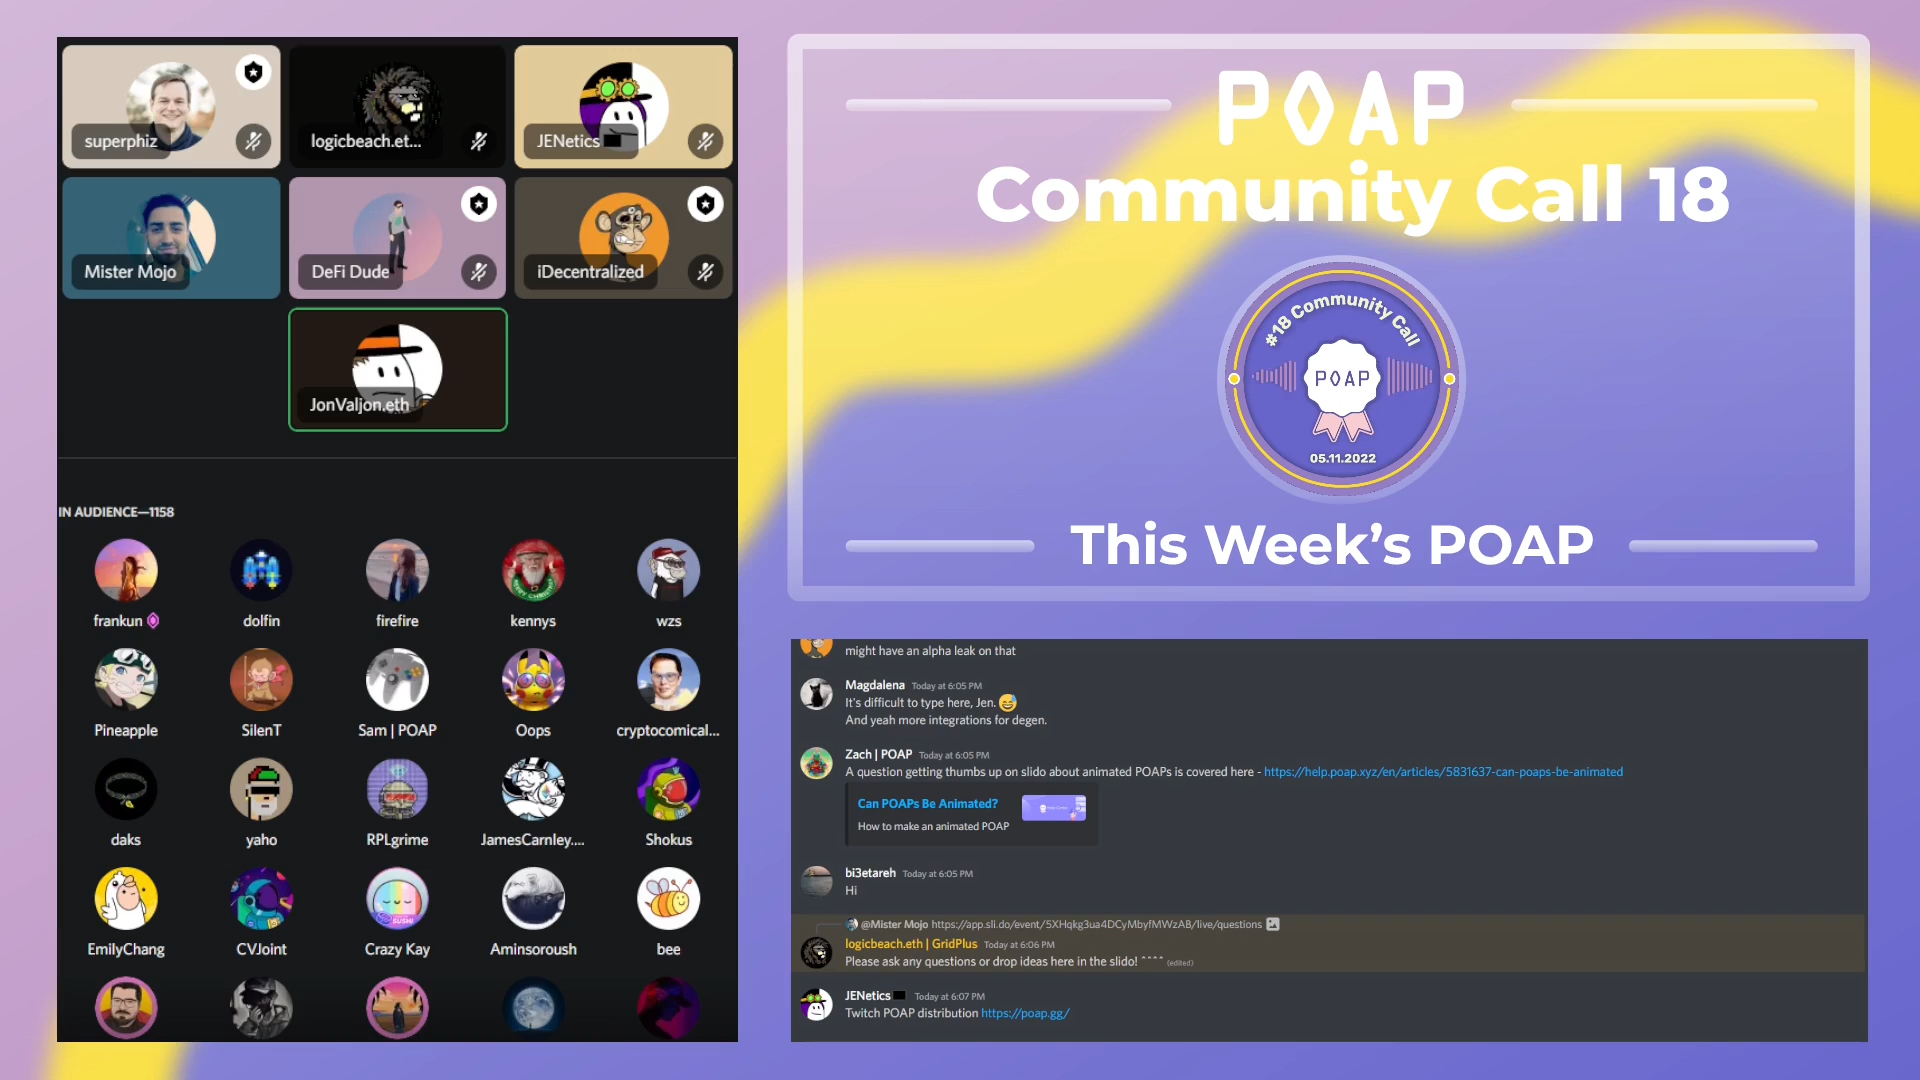 superphiz
logicbeach.et...
JENetics
Mister Mojo
DeFi Dude
iDecentralized
JonValjon.eth
IN AUDIENCE—1158
frankun
dolfin
firefire
kennys
wzs
Pineapple
SilenT
Sam | POAP
Oops
cryptocomical...
daks
yaho
RPLgrime
JamesCarnley....
Shokus
EmilyChang
CVJoint
Crazy Kay
Aminsoroush
bee
POAP
Community Call 18
#18 Community Call
POAP
05.11.2022
This Week's POAP
might have an alpha leak on that
Magdalena Today at 6:05 PM
It's difficult to type here, Jen. 😅
And yeah more integrations for degen.
Zach | POAP Today at 6:05 PM
A question getting thumbs up on slido about animated POAPs is covered here - https://help.poap.xyz/en/articles/5831637-can-poaps-be-animated
Can POAPs Be Animated?
How to make an animated POAP
bi3etareh Today at 6:05 PM
Hi
@Mister Mojo https://app.sli.do/event/5XHqkg3ua4DCyMbyfMWzAB/live/questions
logicbeach.eth | GridPlus Today at 6:06 PM
Please ask any questions or drop ideas here in the slido! ^^^^ (edited)
JENetics Today at 6:07 PM
Twitch POAP distribution https://poap.gg/